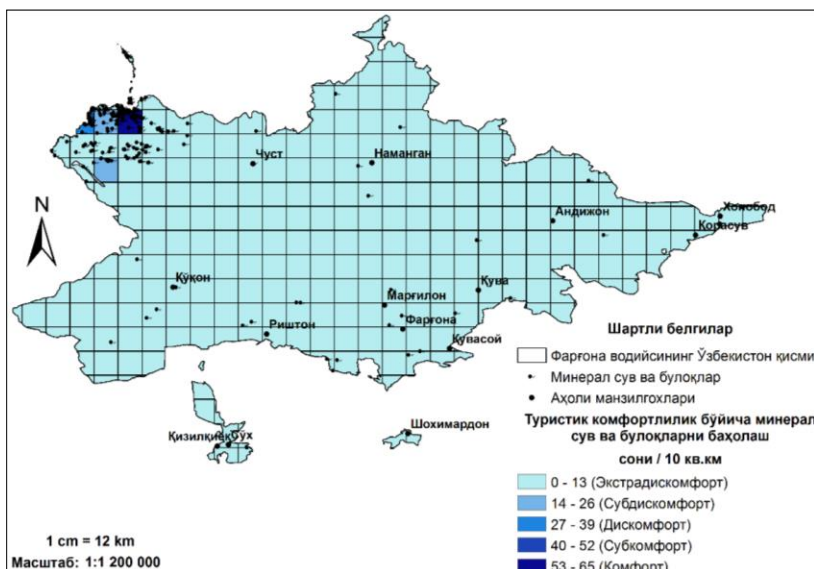 N
Чуст
Наманган
Хонобод
Андижон
Қорасув
Қўқон
Қува
Марғилон
Фарғона
Риштон
Қувасой
Шохимардон
Қизилқиёқ
Сўх
Шартли белгилар
Фарғона водийсининг Ўзбекистон қисми
Минерал сув ва булоқлар
Аҳоли манзилгохлари
Туристик комфортлилик бўйича минерал
сув ва булоқларни баҳолаш
сони / 10 кв.км
0 - 13 (Экстрадискомфорт)
14 - 26 (Субдискомфорт)
27 - 39 (Дискомфорт)
40 - 52 (Субкомфорт)
53 - 65 (Комфорт)
1 cm = 12 km
Масштаб: 1:1 200 000